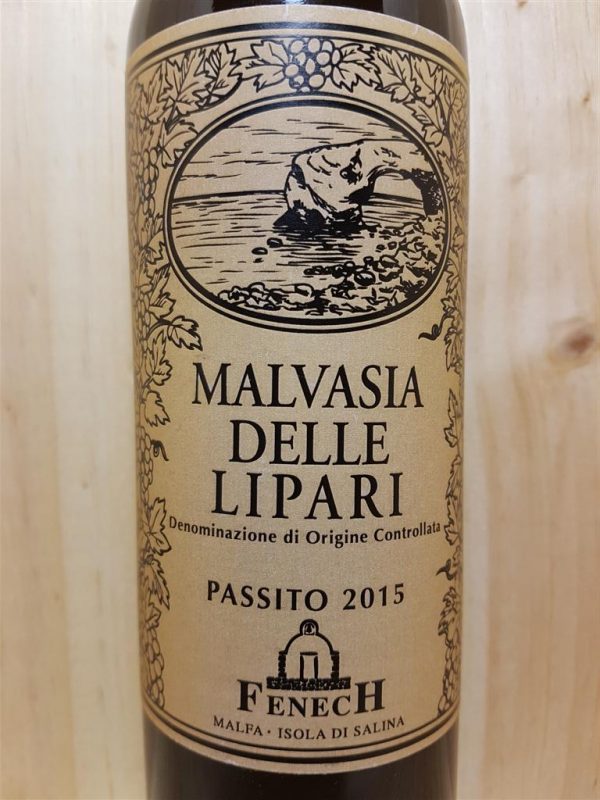 MALVASIA
DELLE
LIPARI
Denominazione di Origine Controllata
PASSITO 2015
FENECH
MALFA · ISOLA DI SALINA